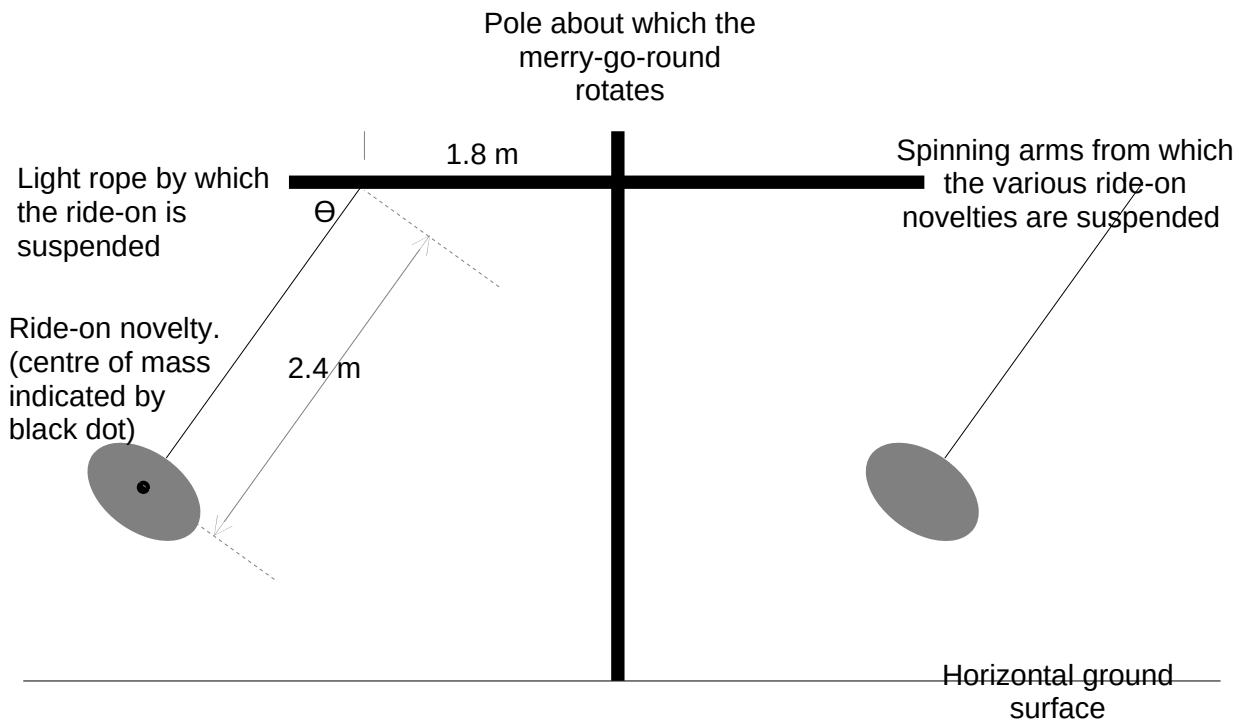 Pole about which the
merry-go-round
rotates
1.8 m
Spinning arms from which
the various ride-on
novelties are suspended
Light rope by which
the ride-on is
suspended
Ө
Ride-on novelty.
(centre of mass
indicated by
black dot)
2.4 m
Horizontal ground
surface